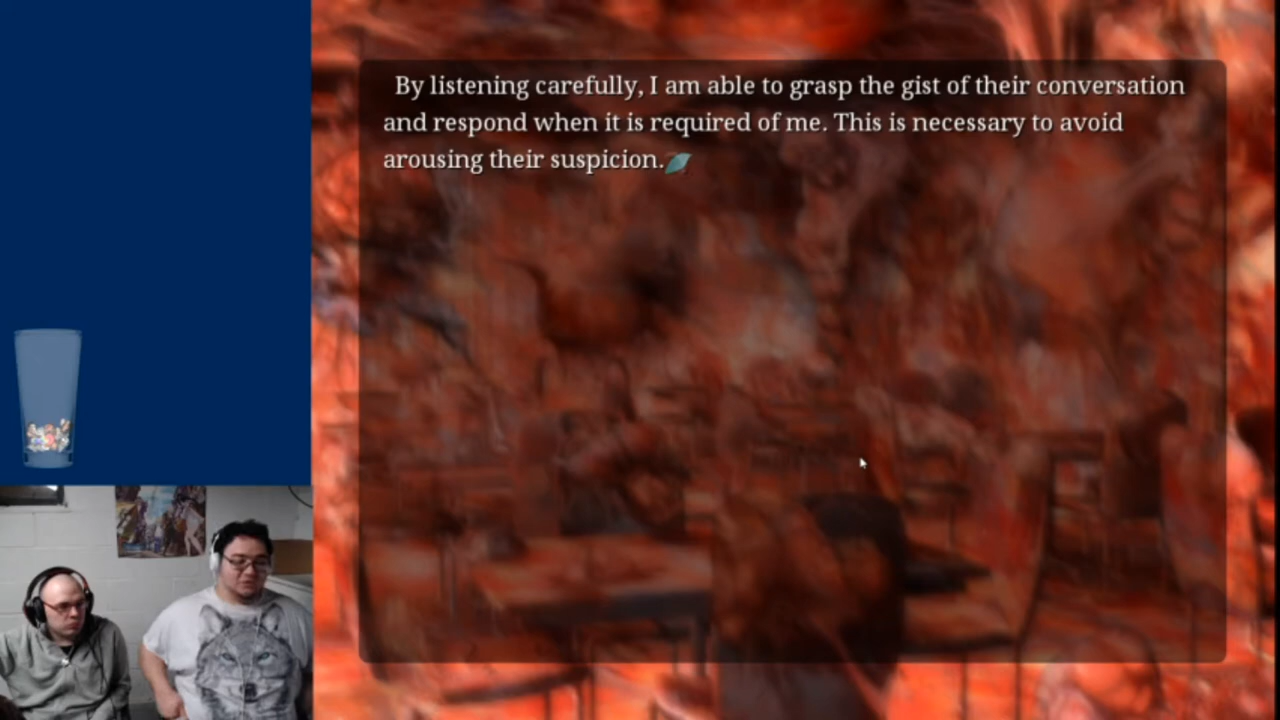 By listening carefully, I am able to grasp the gist of their conversation
and respond when it is required of me. This is necessary to avoid
arousing their suspicion.